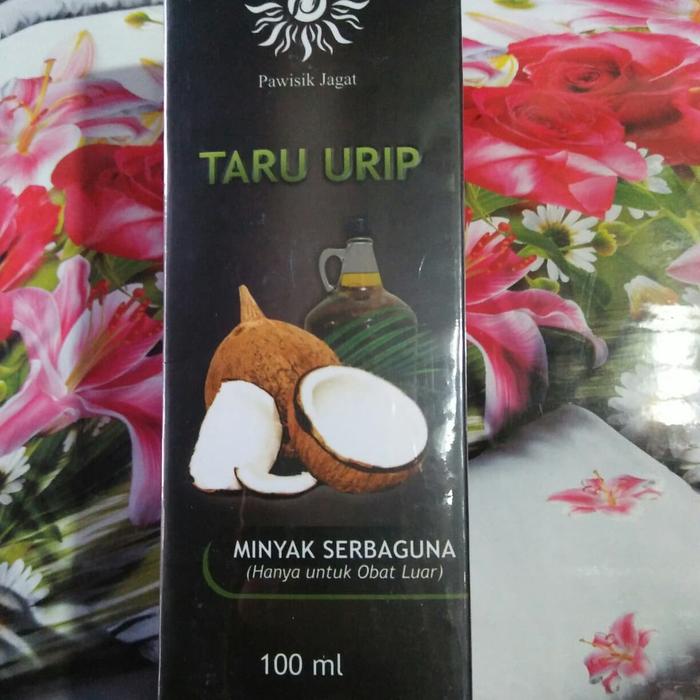 Pawisik Jagat
TARU URIP
MINYAK SERBAGUNA
(Hanya untuk Obat Luar)
100 ml